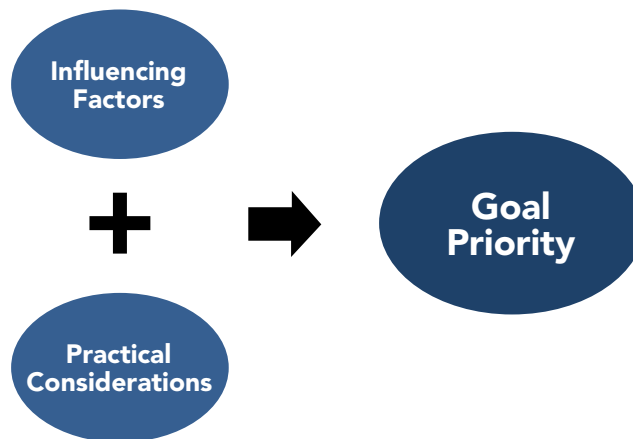 Influencing
Factors
Practical
Considerations
Goal
Priority